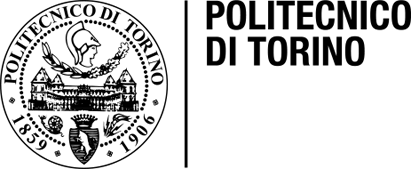 POLITECNICO DI TORINO
1859 1906
POLITECNICO
DI TORINO